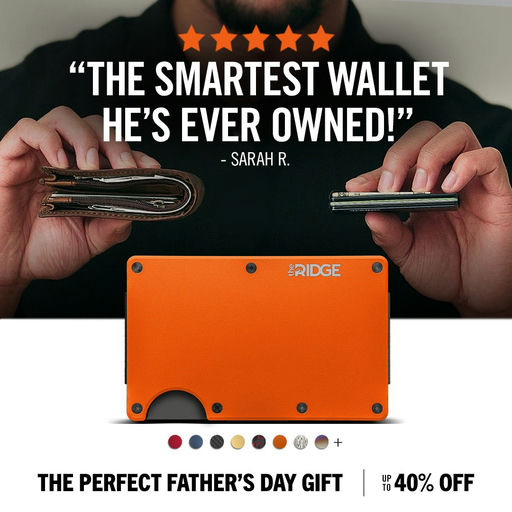 “THE SMARTEST WALLET
HE’S EVER OWNED!”
- SARAH R.
the RIDGE
+
THE PERFECT FATHER’S DAY GIFT | UP TO 40% OFF